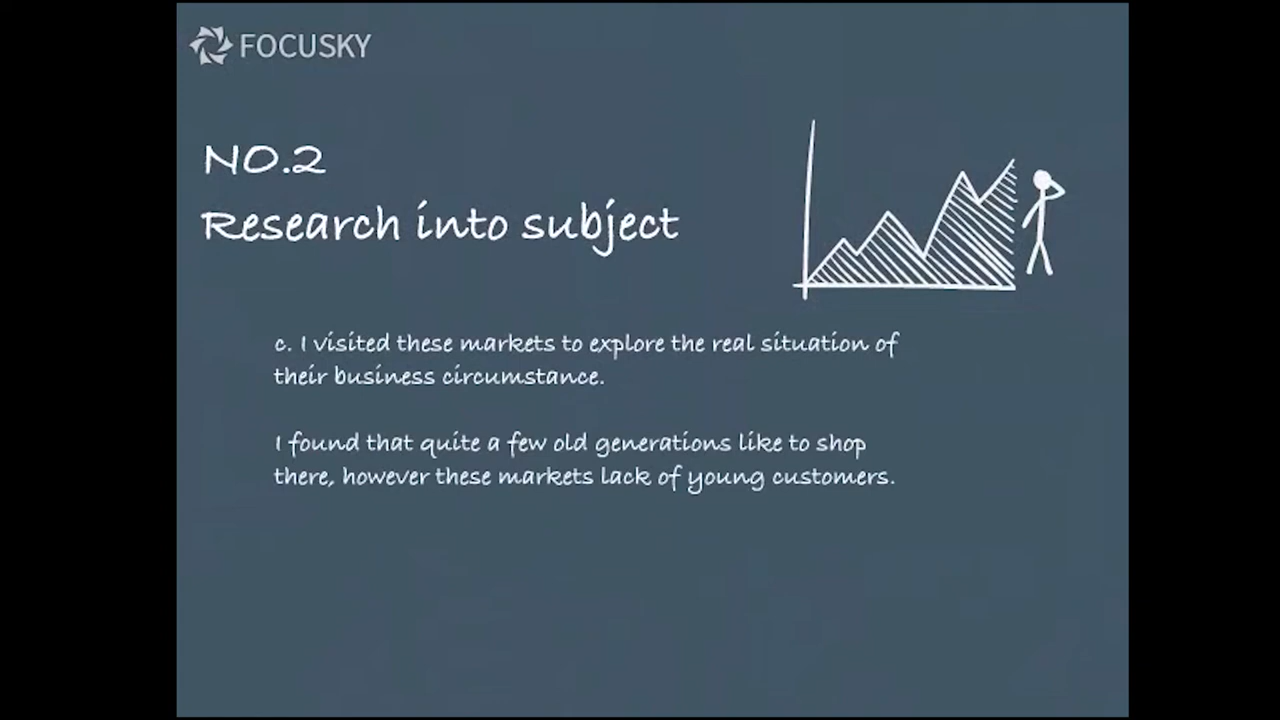 FOCUSKY
NO.2
Research into subject
c. I visited these markets to explore the real situation of
their business circumstance.
I found that quite a few old generations like to shop
there, however these markets lack of young customers.